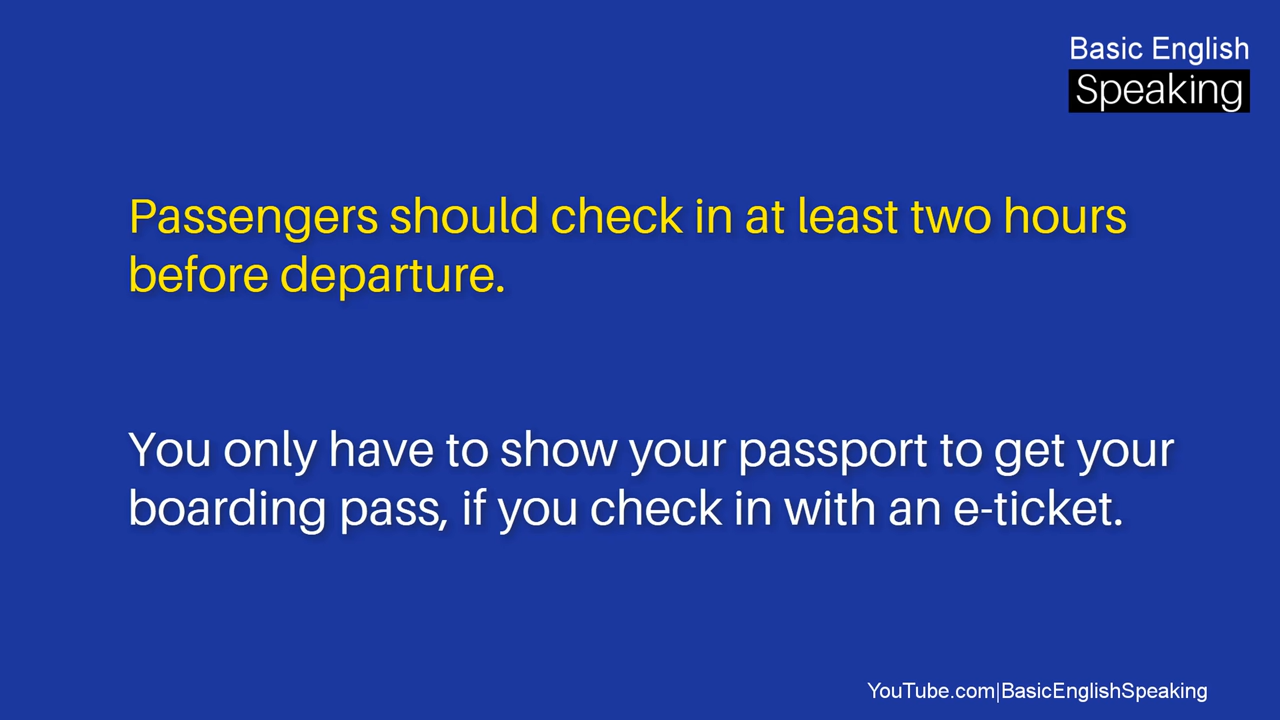 Basic English
Speaking
Passengers should check in at least two hours
before departure.
You only have to show your passport to get your
boarding pass, if you check in with an e-ticket.
YouTube.com|BasicEnglishSpeaking